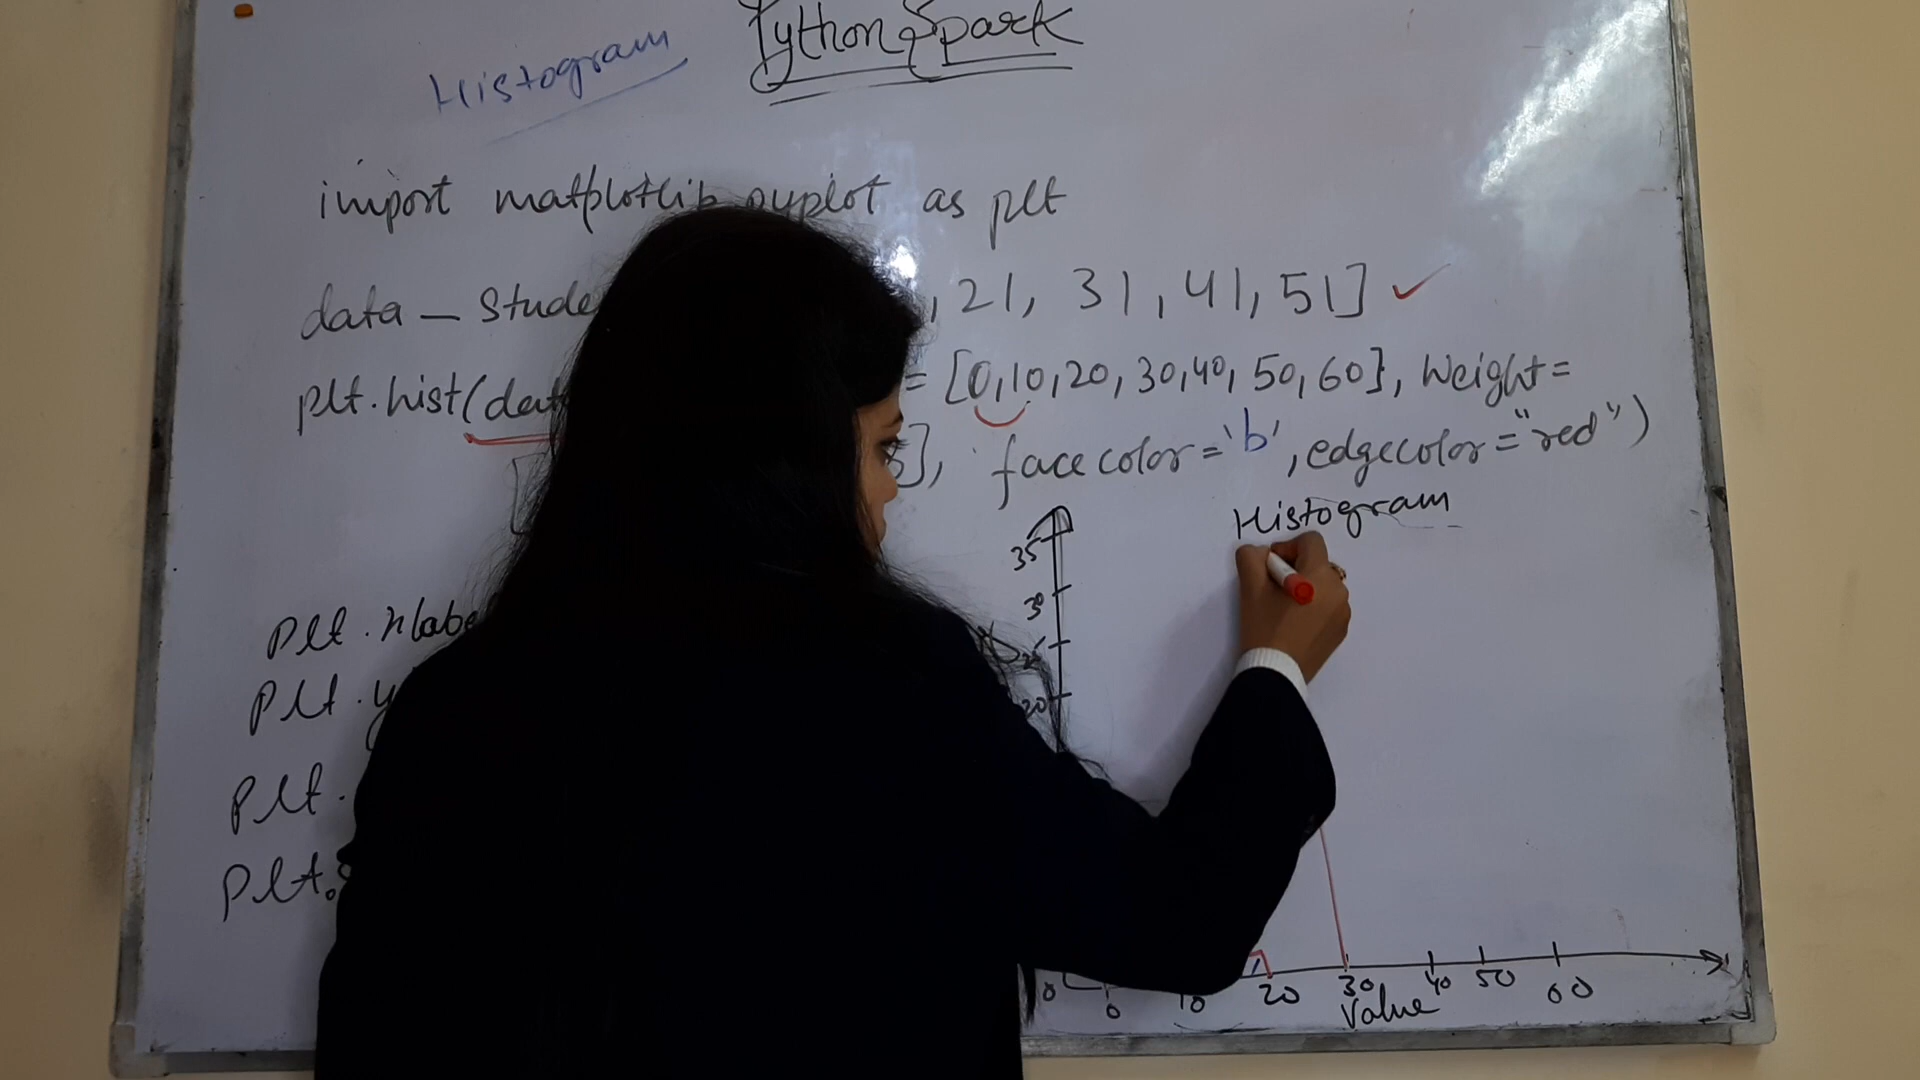 Python Spark
Histogram
import matplotlib.pyplot as plt
data - Stude , 21, 31, 41, 51]
plt.hist(dat = [0,10,20,30,40,50,60], Weight=
], facecolor='b', edgecolor="red")
Histogram
35
30
20
plt.xlabe
plt.y
plt.
plt.
0 0 10 20 30 40 50 60
Value